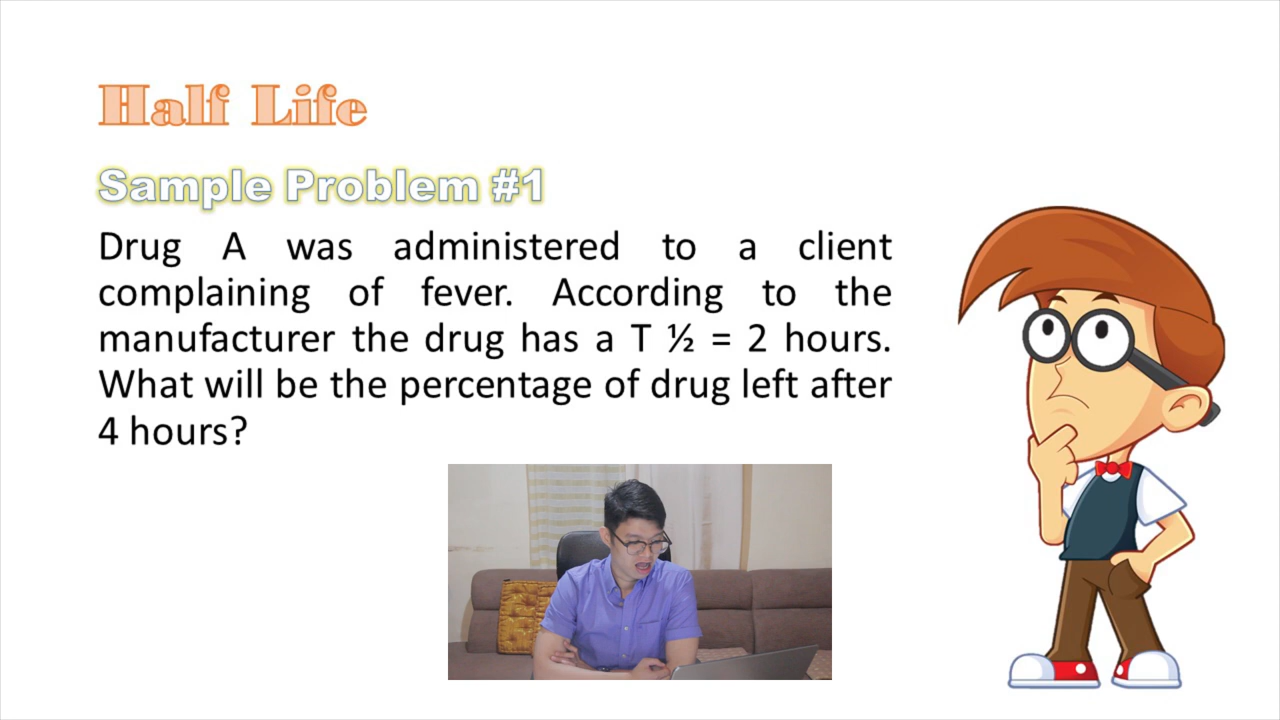 Half Life
Sample Problem #1
Drug A was administered to a client
complaining of fever. According to the
manufacturer the drug has a T ½ = 2 hours.
What will be the percentage of drug left after
4 hours?